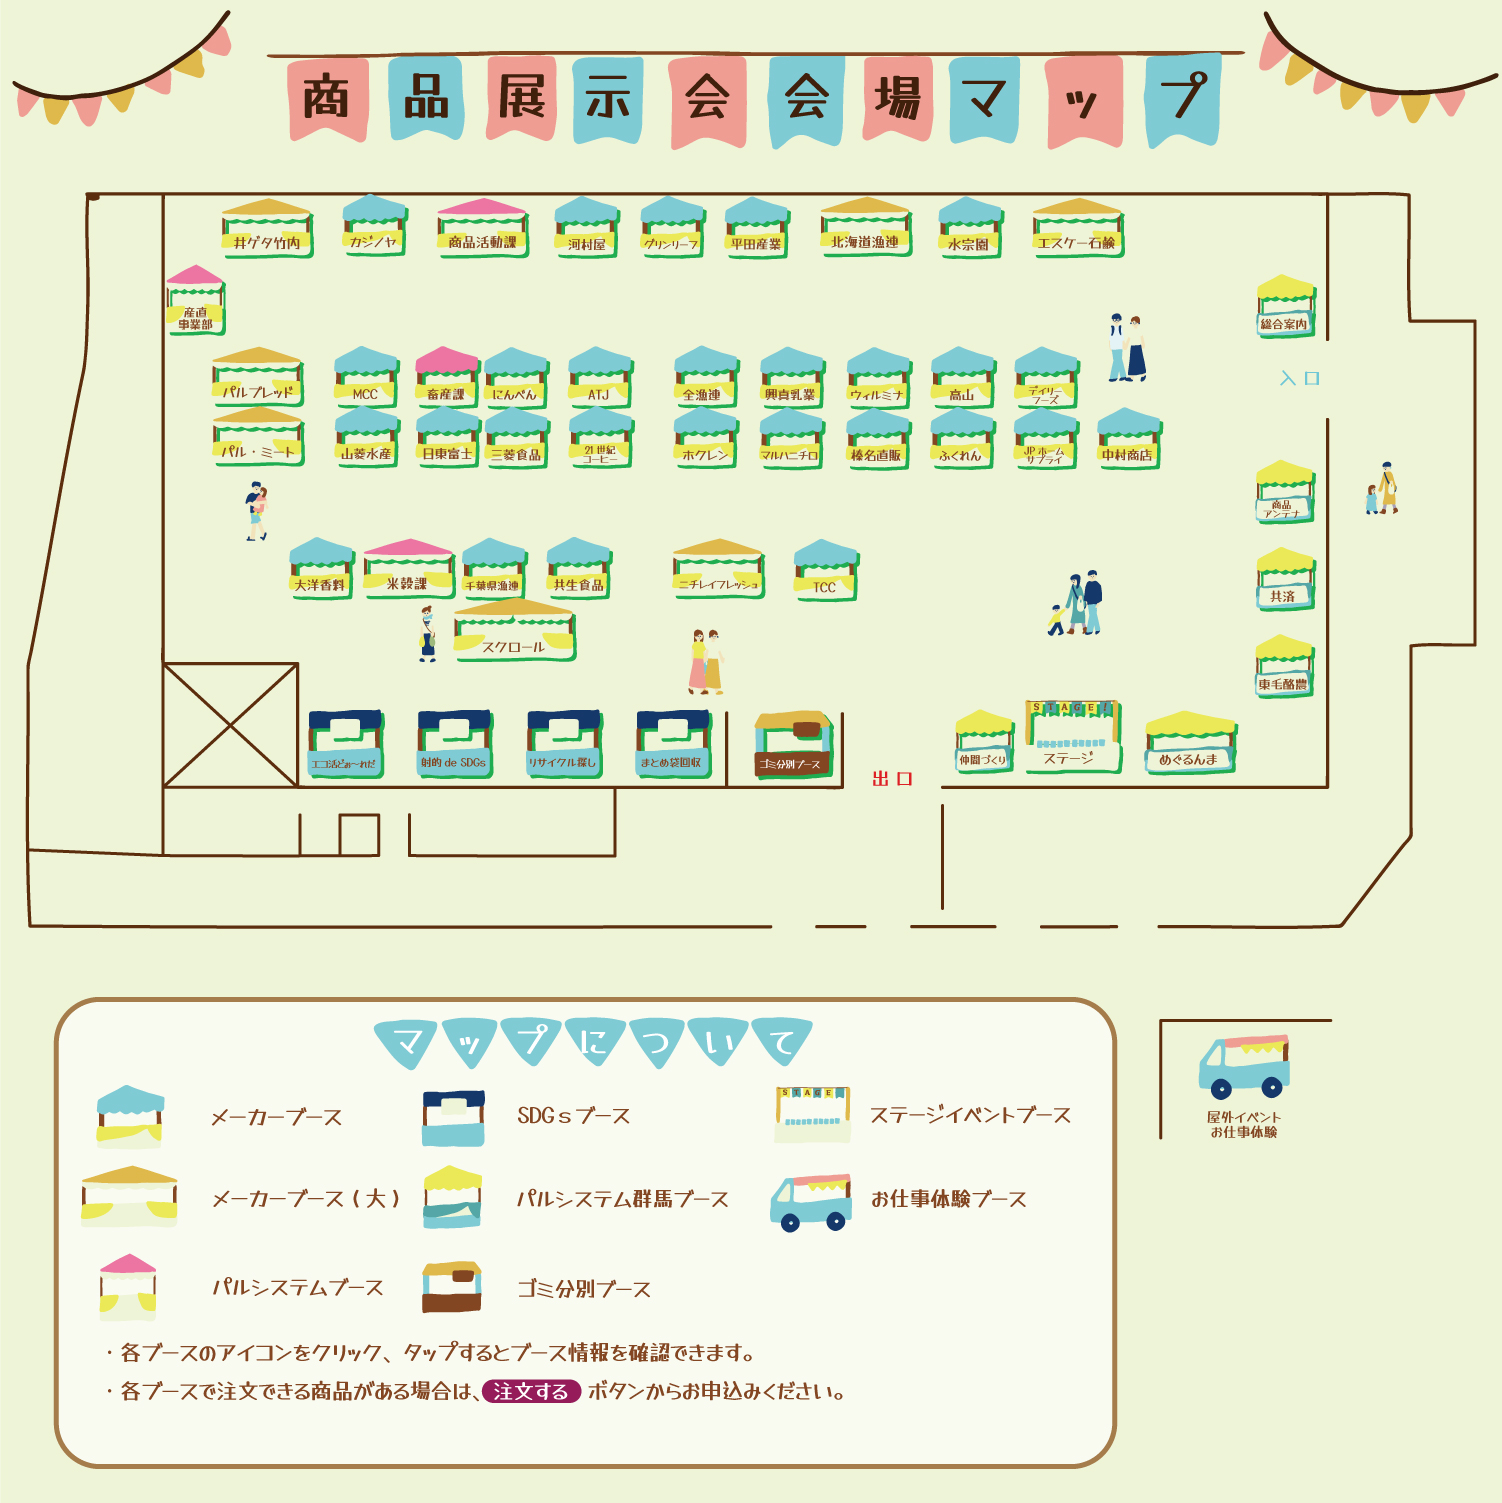 商品展示会会場マップ
井ゲタ竹内
カジノヤ
商品活動課
河村屋
グリンリーフ
平田産業
北海道漁連
水宗園
エスケー石鹸
産直
事業部
総合案内
入口
パルブレッド
MCC
畜産課
にんべん
ATJ
全漁連
興真乳業
ウィルミナ
高山
デイリー
フーズ
パル・ミート
山菱水産
日東富士
三菱食品
21世紀
コーヒー
ホクレン
マルハニチロ
榛名直販
ふくれん
JPホーム
サプライ
中村商店
商品
アンテナ
大洋香料
米穀課
千葉県漁連
共生食品
ニチレイフレッシュ
TCC
共済
スクロール
東毛酪農
エコ活どぉ〜れだ
射的 de SDGs
リサイクル探し
まとめ袋回収
ゴミ分別ブース
出口
仲間づくり
STAGE!
ステージ
めぐるんま
マップについて
メーカーブース
SDGsブース
STAGE
ステージイベントブース
メーカーブース(大)
パルシステム群馬ブース
お仕事体験ブース
パルシステムブース
ゴミ分別ブース
屋外イベント
お仕事体験
・各ブースのアイコンをクリック、タップするとブース情報を確認できます。
・各ブースで注文できる商品がある場合は、注文する ボタンからお申込みください。